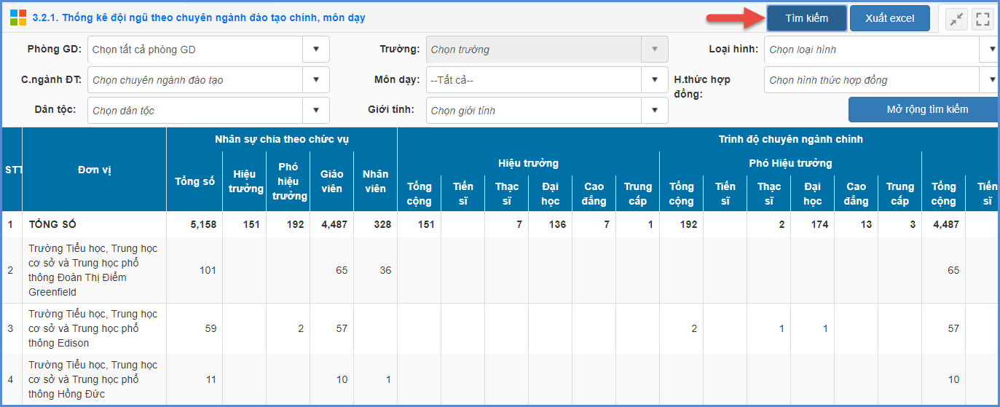 3.2.1. Thống kê đội ngũ theo chuyên ngành đào tạo chính, môn dạy
Tìm kiếm
Xuất excel
Phòng GD: Chọn tất cả phòng GD
Trường: Chọn trường
Loại hình: Chọn loại hình
C.ngành ĐT: Chọn chuyên ngành đào tạo
Môn dạy: --Tất cả--
H.thức hợp
đồng:
Chọn hình thức hợp đồng
Dân tộc: Chọn dân tộc
Giới tính: Chọn giới tính
Mở rộng tìm kiếm
STT
Đơn vị
Nhân sự chia theo chức vụ
Trình độ chuyên ngành chính
Tổng số
Hiệu
trưởng
Phó
hiệu
trưởng
Giáo
viên
Nhân
viên
Hiệu trưởng
Phó Hiệu trưởng
Tổng
cộng
Tiến
sĩ
Thạc
sĩ
Đại
học
Cao
đẳng
Trung
cấp
Tổng
cộng
Tiến
sĩ
Thạc
sĩ
Đại
học
Cao
đẳng
Trung
cấp
Tổng
cộng
Tiến
sĩ
1 TỔNG SỐ 5,158 151 192 4,487 328 151 7 136 7 1 192 2 174 13 3 4,487
Trường Tiểu học, Trung học
cơ sở và Trung học phổ
thông Đoàn Thị Điểm
Greenfield
2 101 65 36 65
Trường Tiểu học, Trung học
cơ sở và Trung học phổ
thông Edison
3 59 2 57 2 1 1 57
Trường Tiểu học, Trung học
cơ sở và Trung học phổ
thông Hồng Đức
4 11 10 1 10